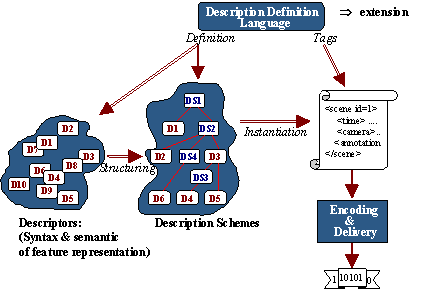 Description Definition
Language
⇒ extension
Definition
Tags
DS1
D1
DS2
D2
DS4
D3
DS3
D6
D4
D5
D2
D7
D1
D3
D8
D6
D4
D10
D9
D5
Structuring
Instantiation
<scene id=1>
<time> ....
<camera>..
<annotation
</scene>
Descriptors:
(Syntax & semantic
of feature representation)
Description Schemes
Encoding
&
Delivery
1 10101 0